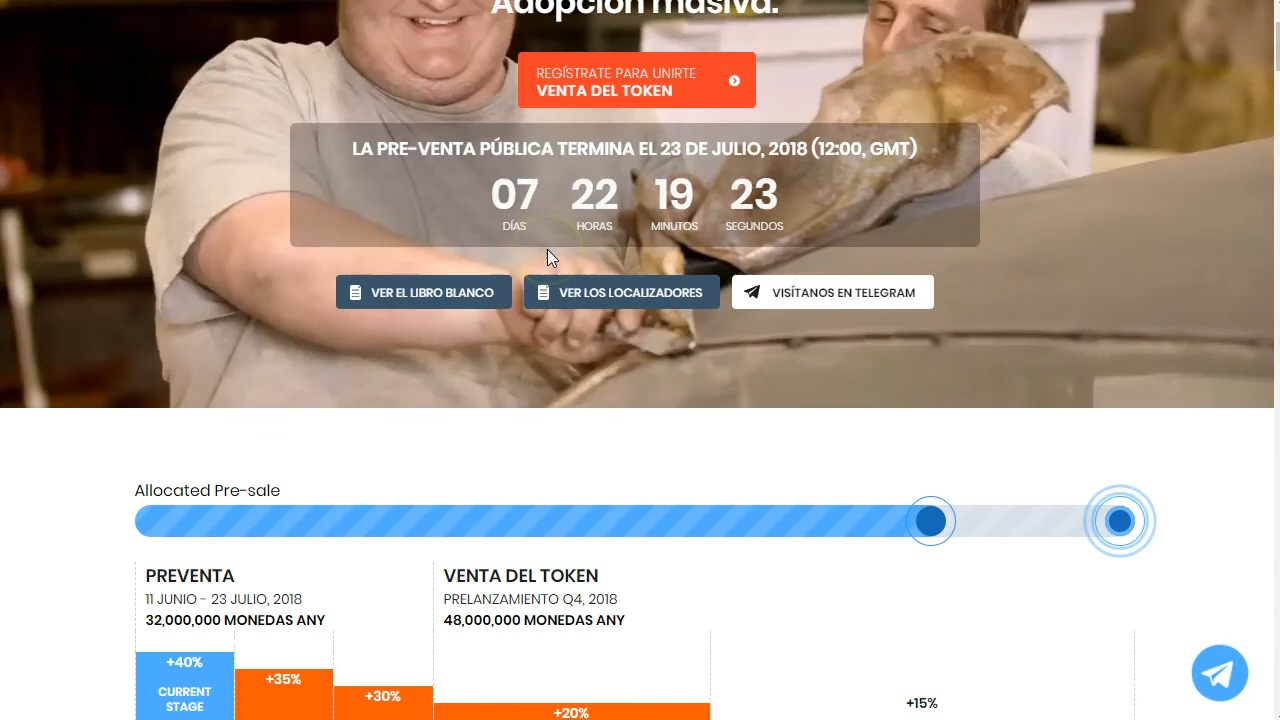 Adopción masiva.
REGÍSTRATE PARA UNIRTE
VENTA DEL TOKEN
LA PRE-VENTA PÚBLICA TERMINA EL 23 DE JULIO, 2018 (12:00, GMT)
07 22 19 23
DÍAS HORAS MINUTOS SEGUNDOS
VER EL LIBRO BLANCO VER LOS LOCALIZADORES VISÍTANOS EN TELEGRAM
Allocated Pre-sale
PREVENTA
11 JUNIO - 23 JULIO, 2018
32,000,000 MONEDAS ANY
VENTA DEL TOKEN
PRELANZAMIENTO Q4, 2018
48,000,000 MONEDAS ANY
+40%
CURRENT
STAGE
+35%
+30%
+20%
+15%